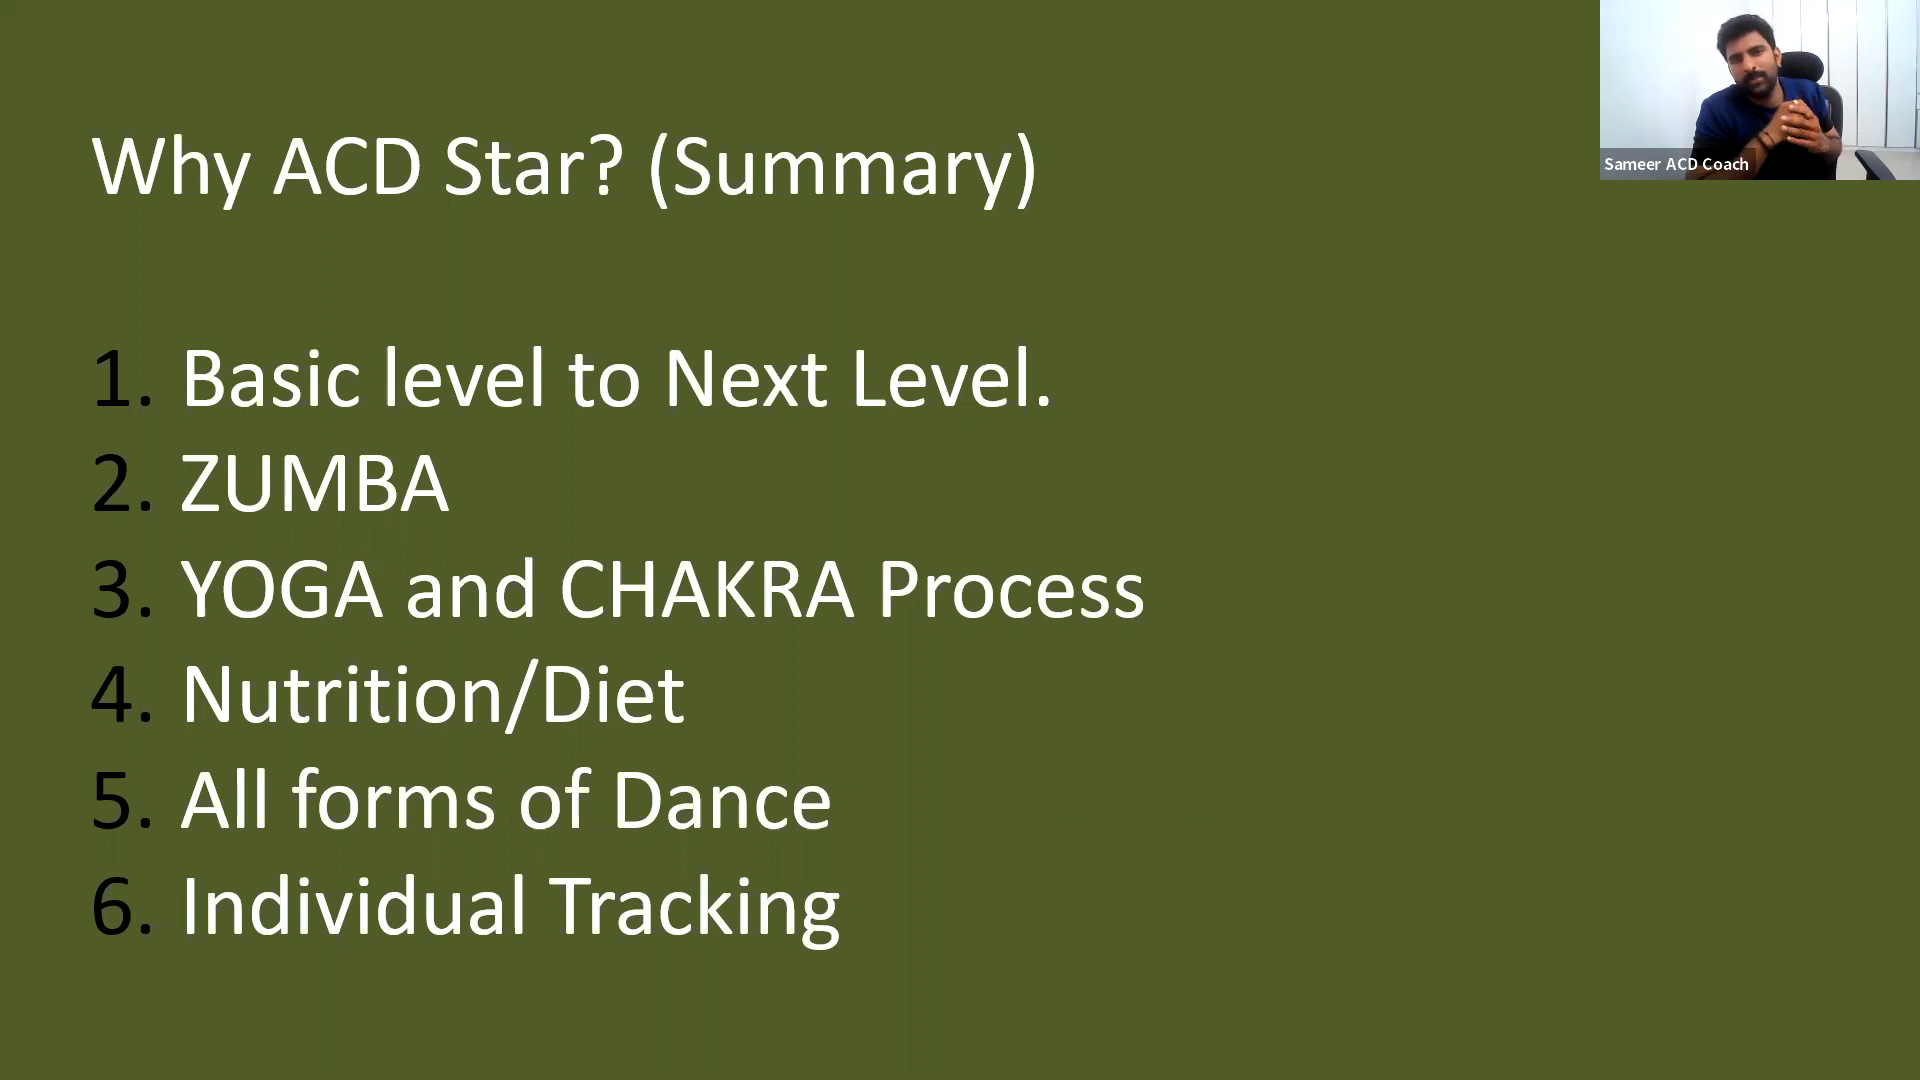 Why ACD Star? (Summary)
1. Basic level to Next Level.
2. ZUMBA
3. YOGA and CHAKRA Process
4. Nutrition/Diet
5. All forms of Dance
6. Individual Tracking
Sameer ACD Coach